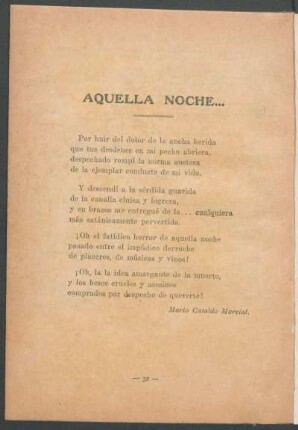 AQUELLA NOCHE...
Por huir del dolor de la ancha herida
que tus desdenes en mi pecho abriera,
despechado rompí la norma austera
de la ejemplar conducta de mi vida.
Y descendí a la sórdida guarida
de la canalla cínica y logrera,
y en brazos me entregué de la... cualquiera
más satánicamente pervertida.
¡Oh el fatídico horror de aquella noche
pasado entre el impúdico derroche
de placeres, de músicas y vinos!
¡Oh, la la idea amargante de la muerte,
y los besos crueles y asesinos
comprados por despecho de quererte!
Mario Castaldo Marcial.
— 32 —